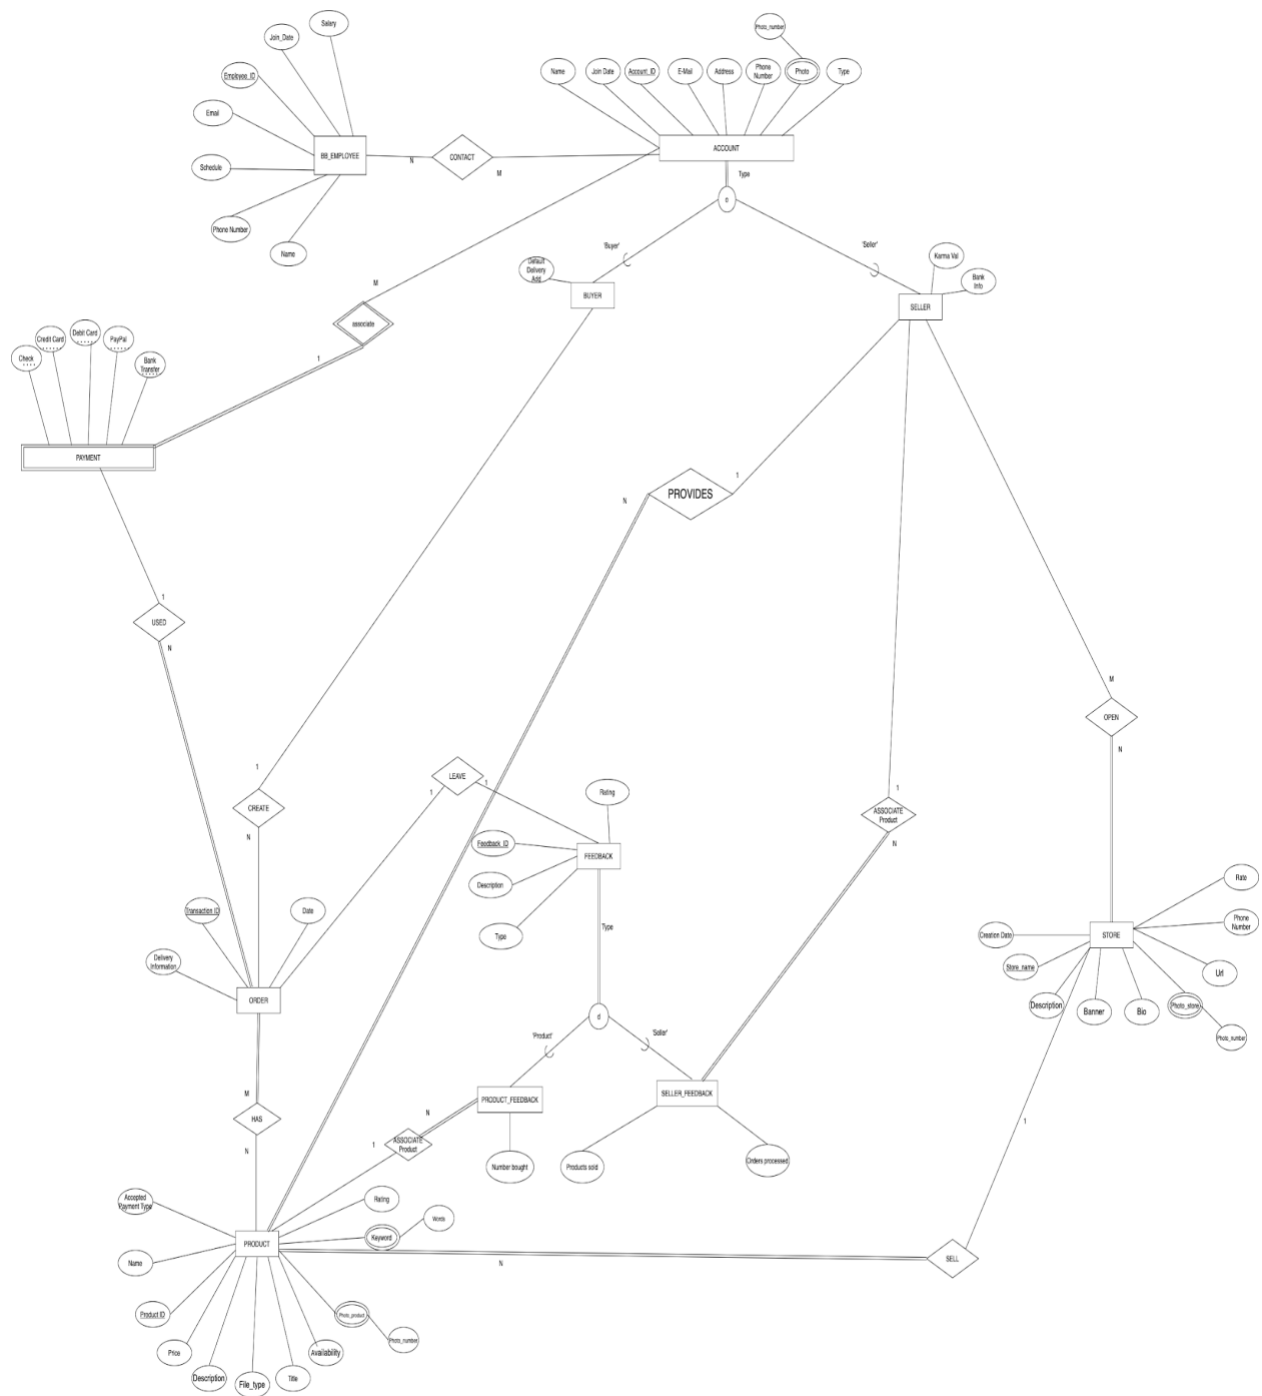 Salary
Join_Date
Employee_ID
Email
Schedule
Phone Number
Name
BB_EMPLOYEE
N
CONTACT
M
Photo_number
Name
Join Date
Account_ID
E-Mail
Address
Phone
Number
Photo
Type
ACCOUNT
Type
'Buyer'
'Seller'
Default
Delivery
Add
BUYER
Karma Val
Bank
Info
SELLER
M
associate
1
Check
Credit Card
Debit Card
PayPal
Bank
Transfer
PAYMENT
PROVIDES
N
1
1
USED
N
M
OPEN
N
1
CREATE
N
LEAVE
1
1
Rating
Feedback_ID
Description
Type
FEEDBACK
Type
1
ASSOCIATE
Product
N
Transaction ID
Date
Delivery
Information
ORDER
Rate
Phone
Number
Creation Date
STORE
Store_name
Url
Description
Banner
Bio
Photo_store
Photo_number
d
'Product'
'Seller'
PRODUCT_FEEDBACK
SELLER_FEEDBACK
M
HAS
N
N
1
ASSOCIATE
Product
Number bought
Products sold
Orders processed
1
Accepted
Payment Type
Rating
Keyword
Words
Name
PRODUCT
N
SELL
Product ID
Photo_product
Photo_number
Price
Description
File_type
Title
Availability